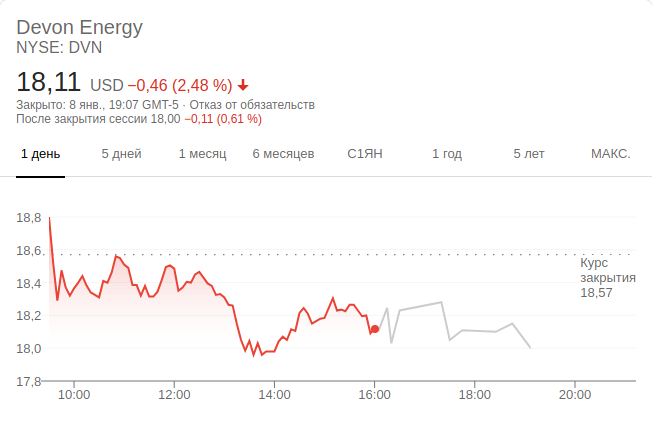 Devon Energy
NYSE: DVN
18,11 USD −0,46 (2,48 %)
Закрыто: 8 янв., 19:07 GMT-5 · Отказ от обязательств
После закрытия сессии 18,00 −0,11 (0,61 %)
1 день 5 дней 1 месяц 6 месяцев С1ЯН 1 год 5 лет МАКС.
18,8
18,6
Курс
закрытия
18,57
18,4
18,2
18,0
17,8
10:00 12:00 14:00 16:00 18:00 20:00